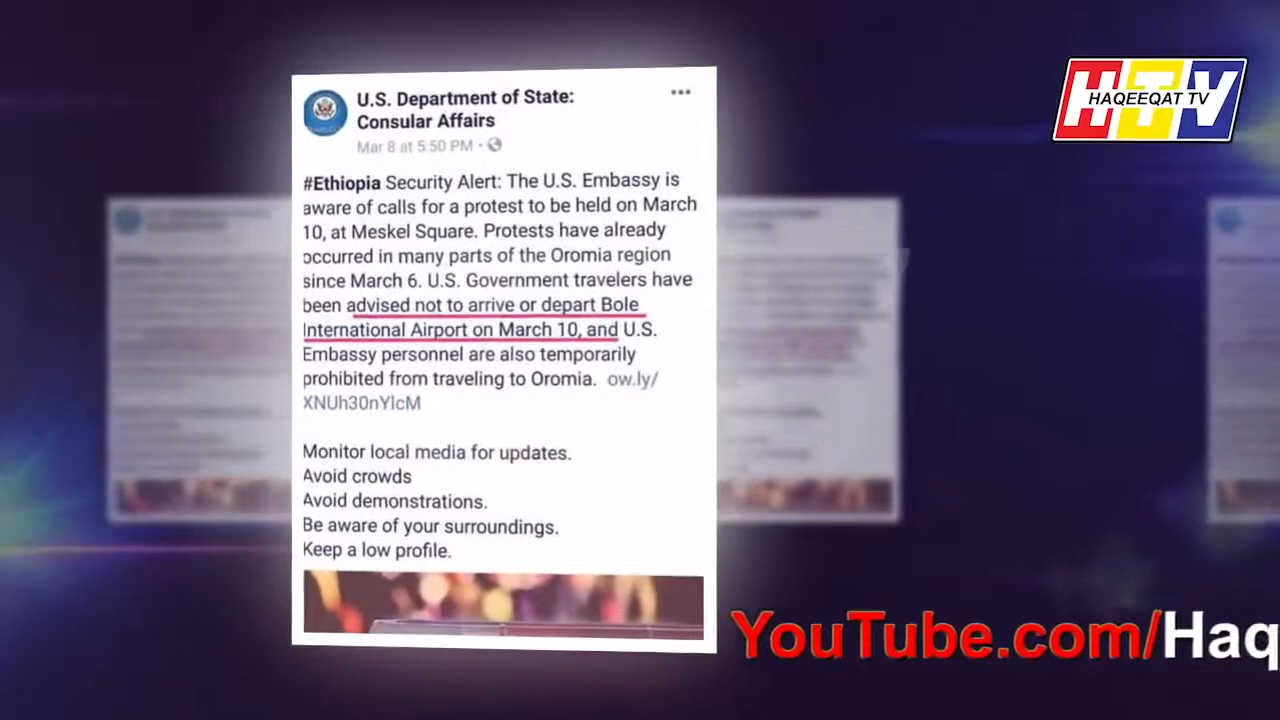 HTV
HAQEEQAT TV
U.S. Department of State:
Consular Affairs
Mar 8 at 5:50 PM ·
#Ethiopia Security Alert: The U.S. Embassy is
aware of calls for a protest to be held on March
10, at Meskel Square. Protests have already
occurred in many parts of the Oromia region
since March 6. U.S. Government travelers have
been advised not to arrive or depart Bole
International Airport on March 10, and U.S.
Embassy personnel are also temporarily
prohibited from traveling to Oromia. ow.ly/
XNUh30nYlcM
Monitor local media for updates.
Avoid crowds
Avoid demonstrations.
Be aware of your surroundings.
Keep a low profile.
YouTube.com/Haq